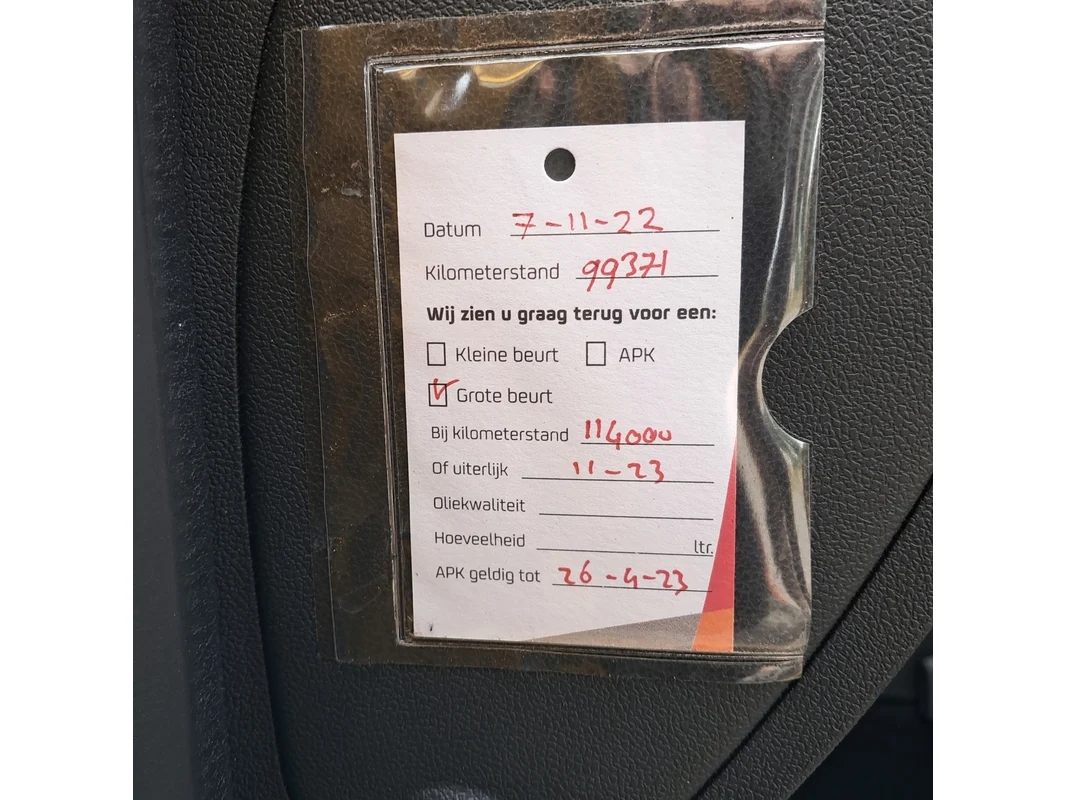 Datum 7-11-22
Kilometerstand 99371
Wij zien u graag terug voor een:
Kleine beurt APK
Grote beurt
Bij kilometerstand 114000
Of uiterlijk 11-23
Oliekwaliteit
Hoeveelheid ltr.
APK geldig tot 26-4-23